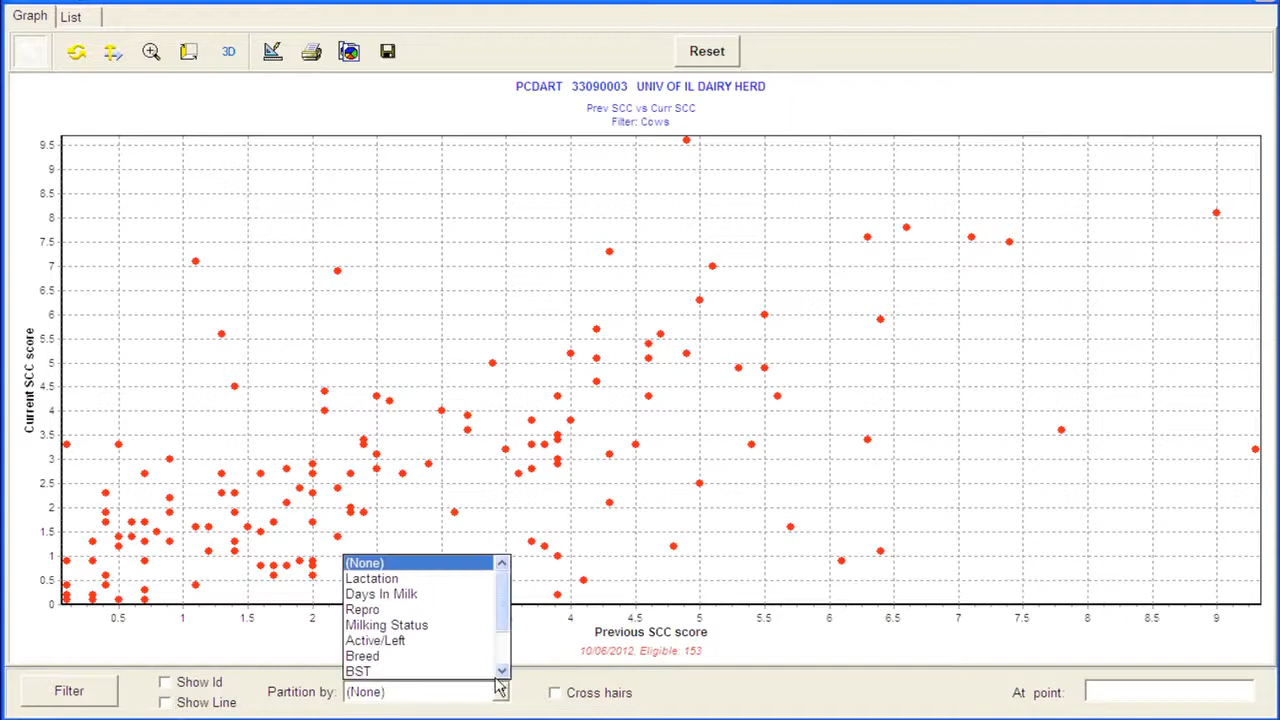 Graph List
3D Reset
PCDART 33090003 UNIV OF IL DAIRY HERD
Prev SCC vs Curr SCC
Filter: Cows
9.5
9
8.5
8
7.5
7
6.5
6
5.5
5
4.5
4
3.5
3
2.5
2
1.5
1
0.5
0
Current SCC score
0.5 1 1.5 2 4 4.5 5 5.5 6 6.5 7 7.5 8 8.5 9
Previous SCC score
10/06/2012, Eligible: 153
(None)
Lactation
Days In Milk
Repro
Milking Status
Active/Left
Breed
BST
Filter
Show Id
Show Line
Partition by: (None)
Cross hairs
At point: